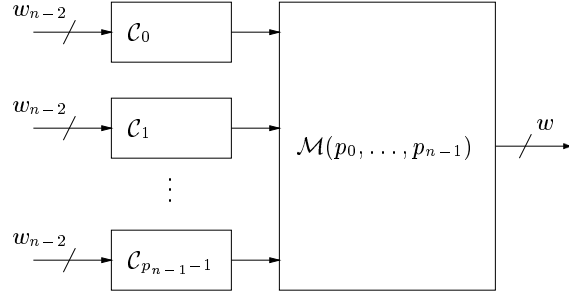 w_{n-2}
𝒞_0
w_{n-2}
𝒞_1
ℳ(p_0, . . . , p_{n-1})
w
⋮
w_{n-2}
𝒞_{p_{n-1}-1}